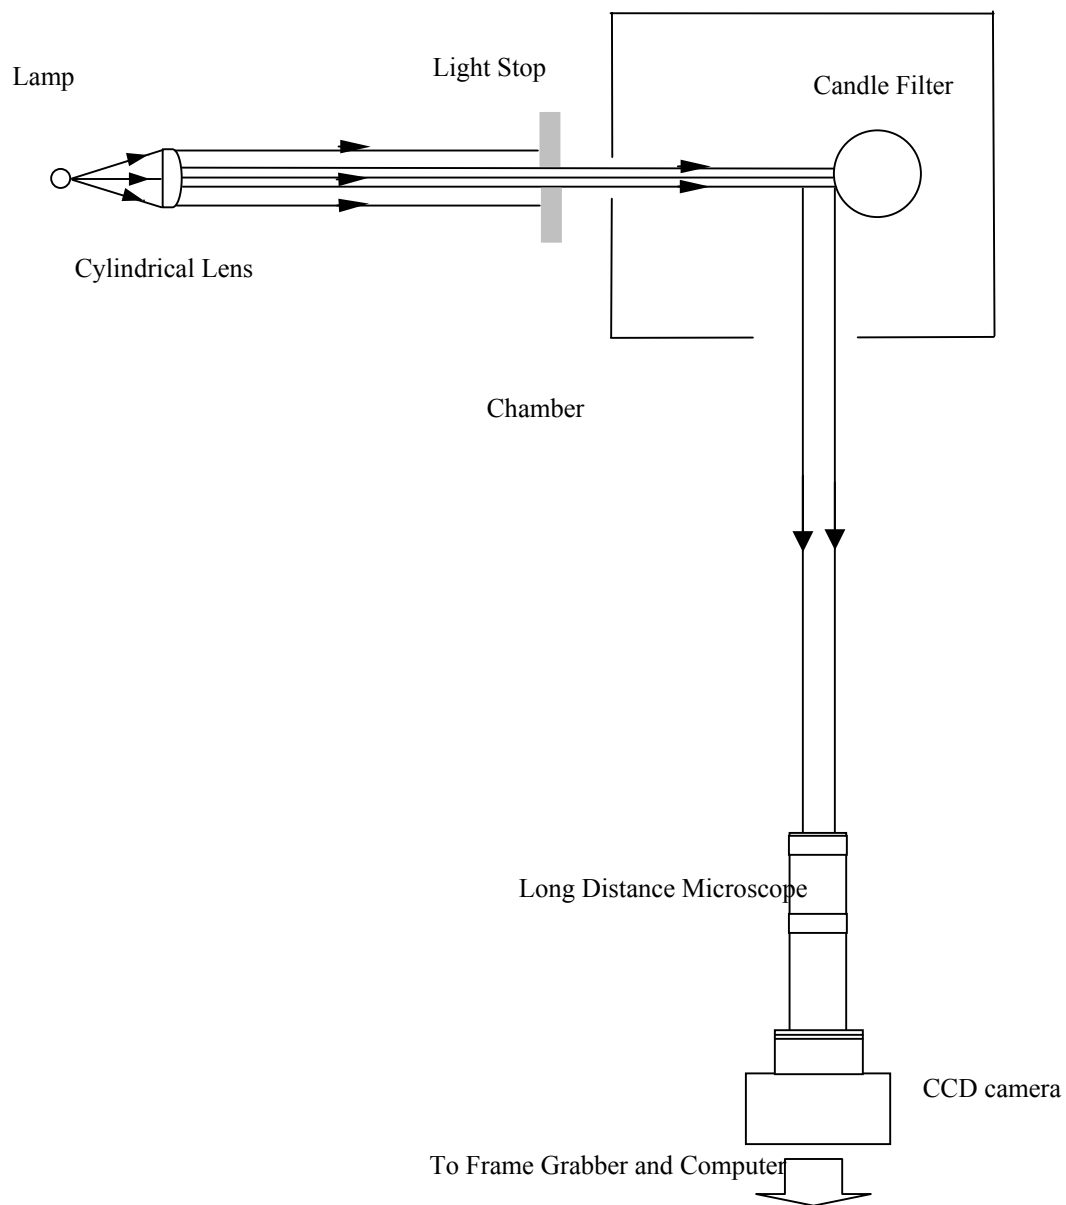 Lamp
Light Stop
Candle Filter
Cylindrical Lens
Chamber
Long Distance Microscope
CCD camera
To Frame Grabber and Computer